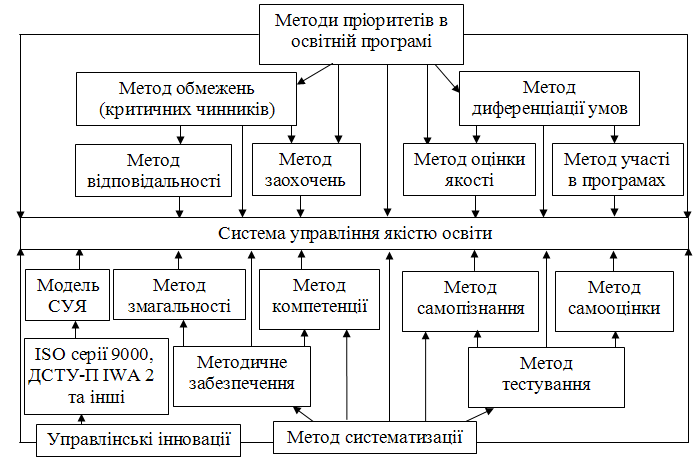 Методи пріоритетів в
освітній програмі
Метод обмежень
(критичних чинників)
Метод
диференціації умов
Метод
відповідальності
Метод
заохочень
Метод оцінки
якості
Метод участі
в програмах
Система управління якістю освіти
Модель
СУЯ
Метод
змагальності
Метод
компетенції
Метод
самопізнання
Метод
самооцінки
ISO серії 9000,
ДСТУ-П IWA 2
та інші
Методичне
забезпечення
Метод
тестування
Управлінські інновації
Метод систематизації